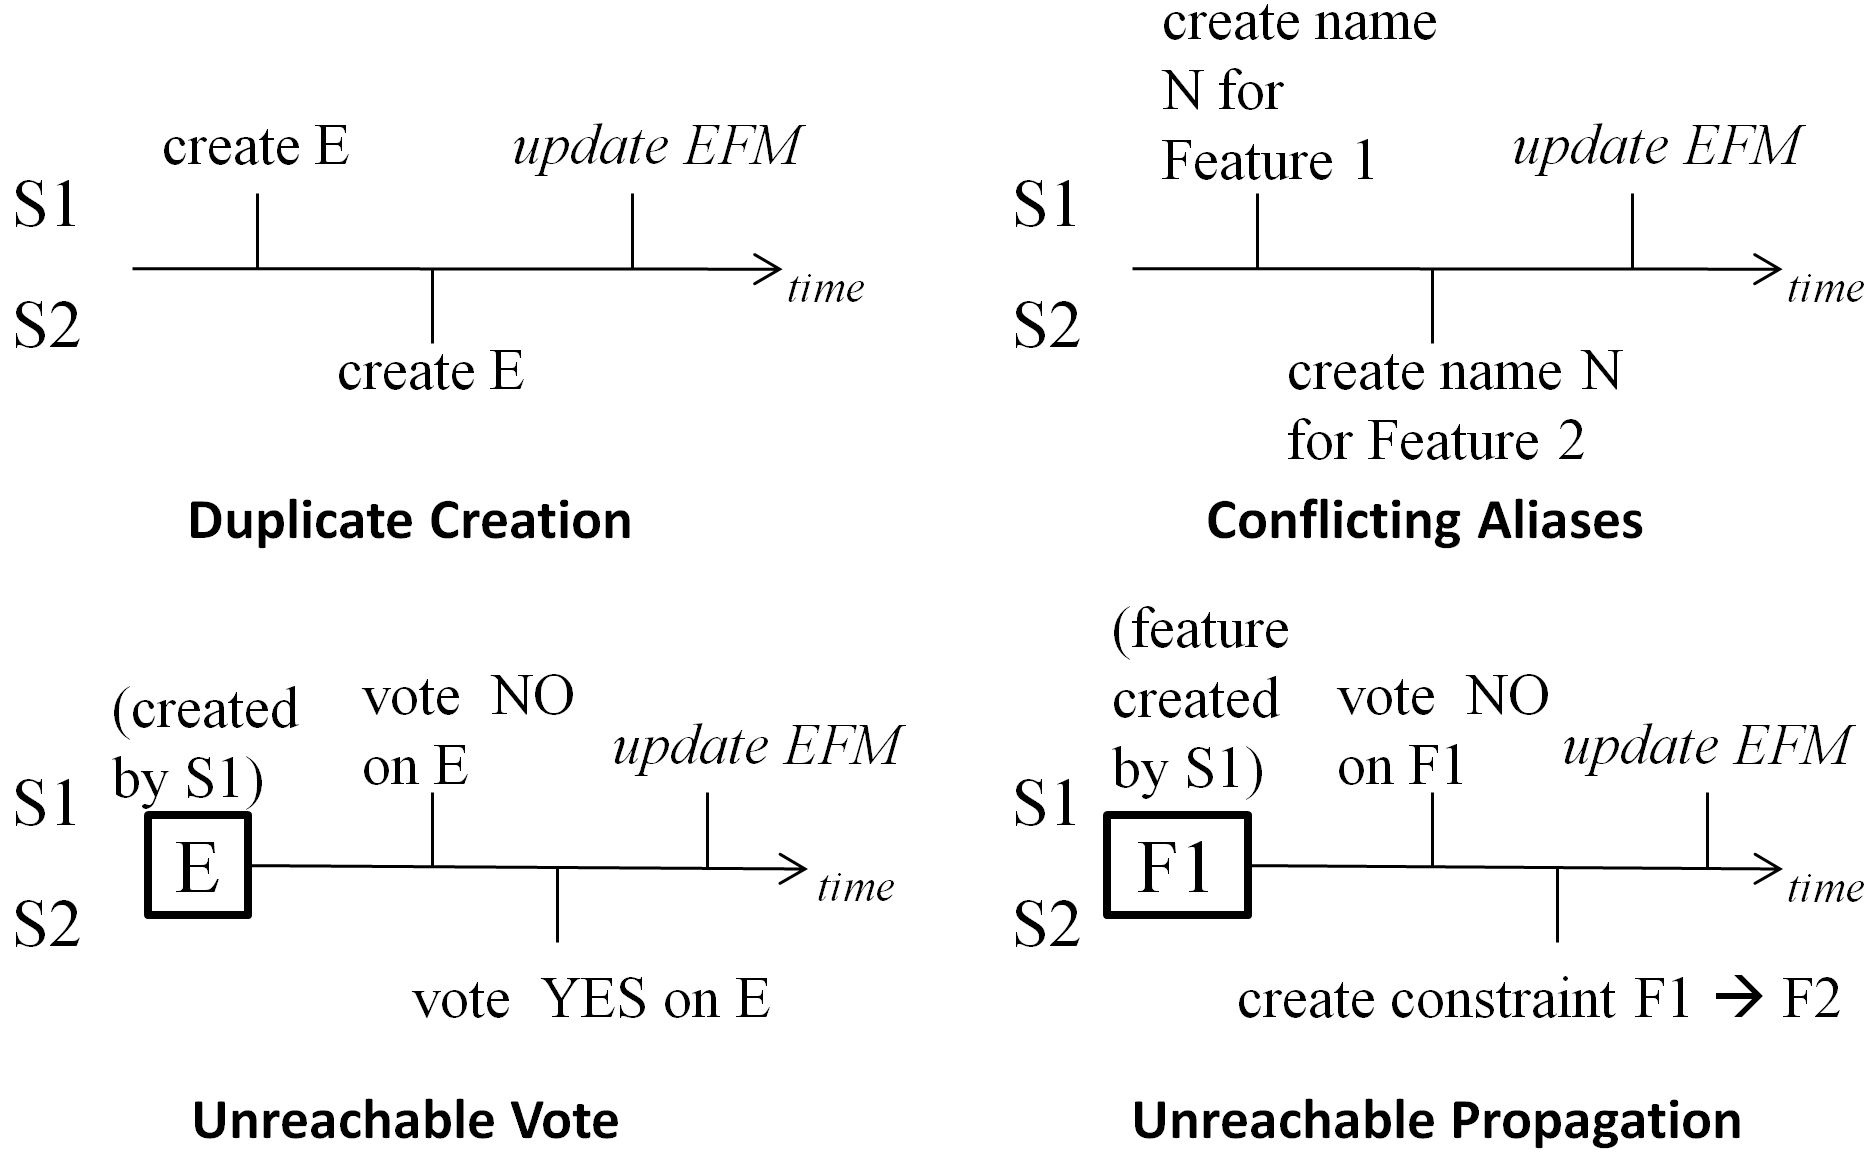 create E
update EFM
S1
time
S2
create E
Duplicate Creation
create name
N for
Feature 1
update EFM
S1
time
S2
create name N
for Feature 2
Conflicting Aliases
(created
by S1)
vote NO
on E
update EFM
S1
E
time
S2
vote YES on E
Unreachable Vote
(feature
created
by S1)
vote NO
on F1
update EFM
S1
F1
time
S2
create constraint F1 → F2
Unreachable Propagation